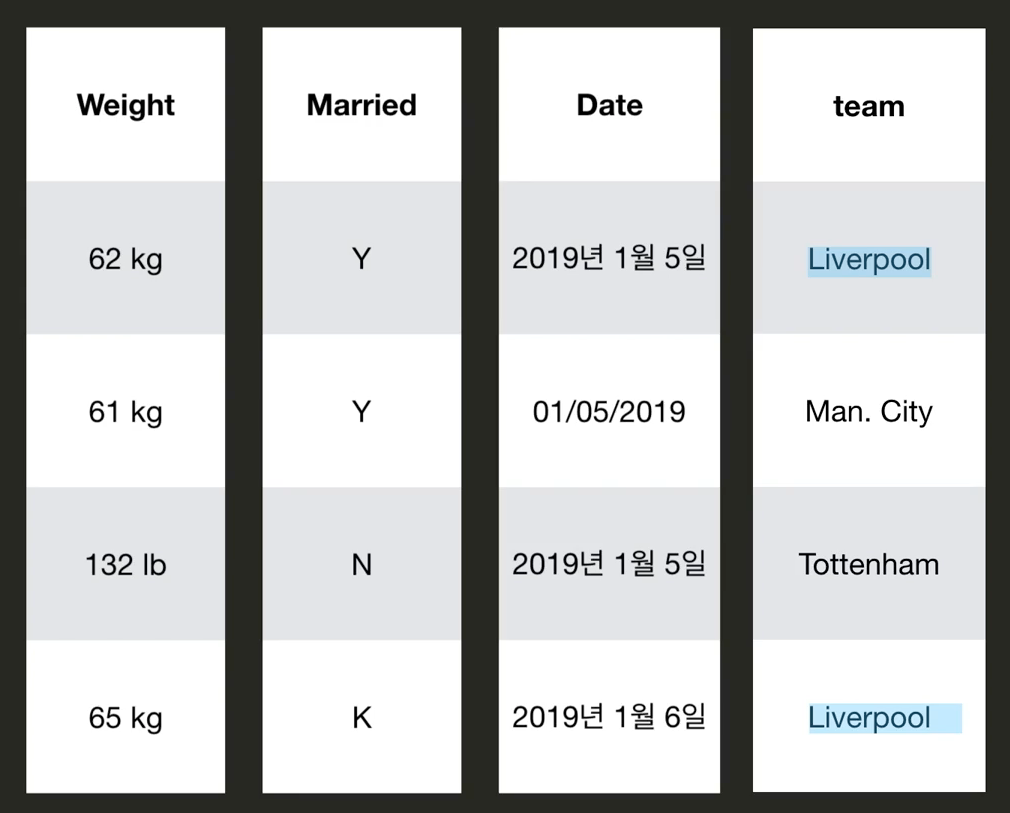 Weight Married Date team
62 kg Y 2019년 1월 5일 Liverpool
61 kg Y 01/05/2019 Man. City
132 lb N 2019년 1월 5일 Tottenham
65 kg K 2019년 1월 6일 Liverpool